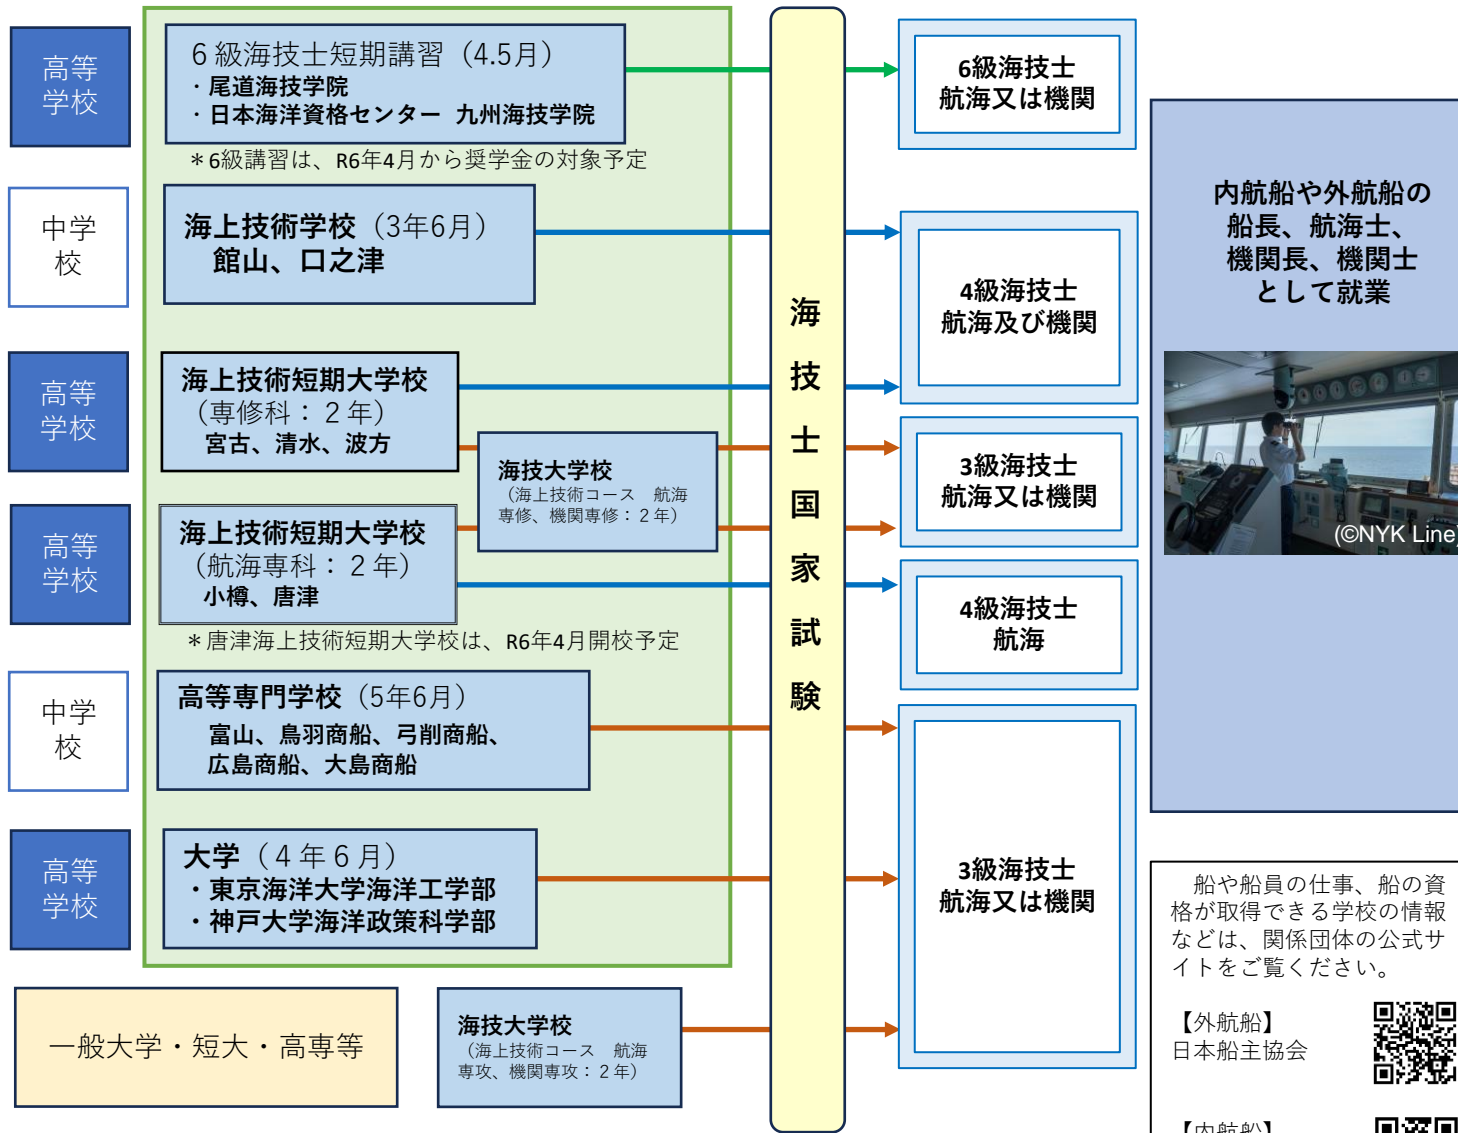 高等
学校
６級海技士短期講習（4.5月）
・尾道海技学院
・日本海洋資格センター 九州海技学院
＊6級講習は、R6年4月から奨学金の対象予定
6級海技士
航海又は機関
中学
校
海上技術学校（3年6月）
館山、口之津
4級海技士
航海及び機関
高等
学校
海上技術短期大学校
（専修科：２年）
宮古、清水、波方
海技大学校
（海上技術コース　航海
専修、機関専修：２年）
3級海技士
航海又は機関
高等
学校
海上技術短期大学校
（航海専科：２年）
小樽、唐津
＊唐津海上技術短期大学校は、R6年4月開校予定
4級海技士
航海
中学
校
高等専門学校（5年6月）
富山、鳥羽商船、弓削商船、
広島商船、大島商船
高等
学校
大学（４年６月）
・東京海洋大学海洋工学部
・神戸大学海洋政策科学部
3級海技士
航海又は機関
一般大学・短大・高専等
海技大学校
（海上技術コース　航海
専攻、機関専攻：２年）
海
技
士
国
家
試
験
内航船や外航船の
船長、航海士、
機関長、機関士
として就業
(©NYK Line)
船や船員の仕事、船の資
格が取得できる学校の情報
などは、関係団体の公式サ
イトをご覧ください。
【外航船】
日本船主協会
【内航船】